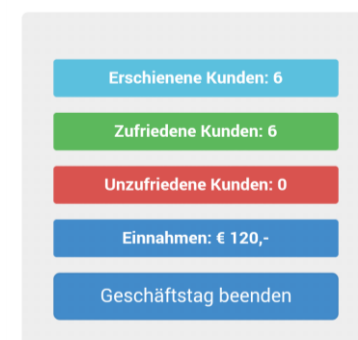 Erschienene Kunden: 6
Zufriedene Kunden: 6
Unzufriedene Kunden: 0
Einnahmen: € 120,-
Geschäftstag beenden